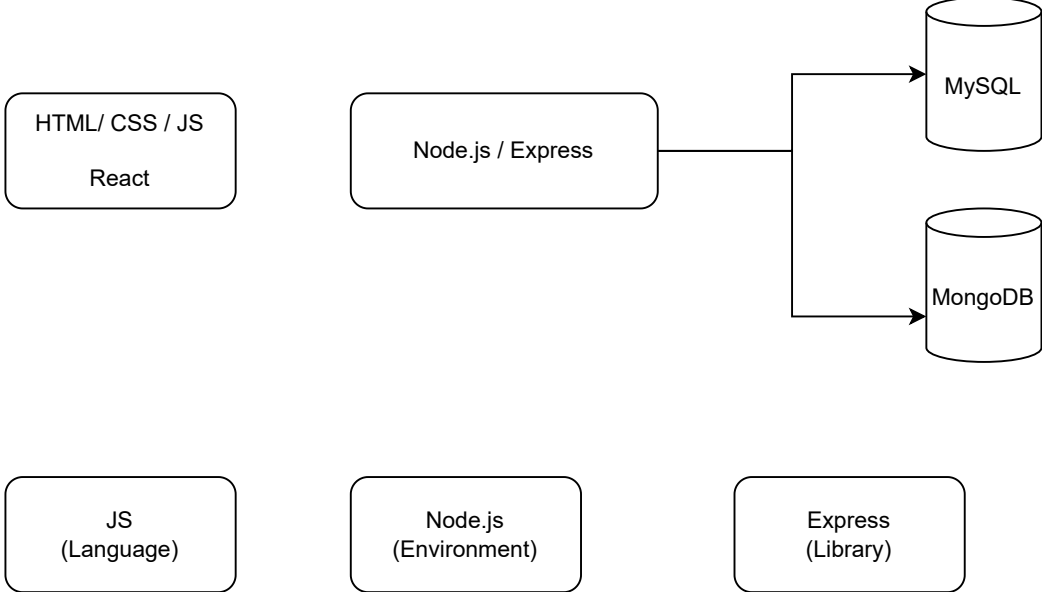 HTML/ CSS / JS
React
Node.js / Express
MySQL
MongoDB
JS
(Language)
Node.js
(Environment)
Express
(Library)